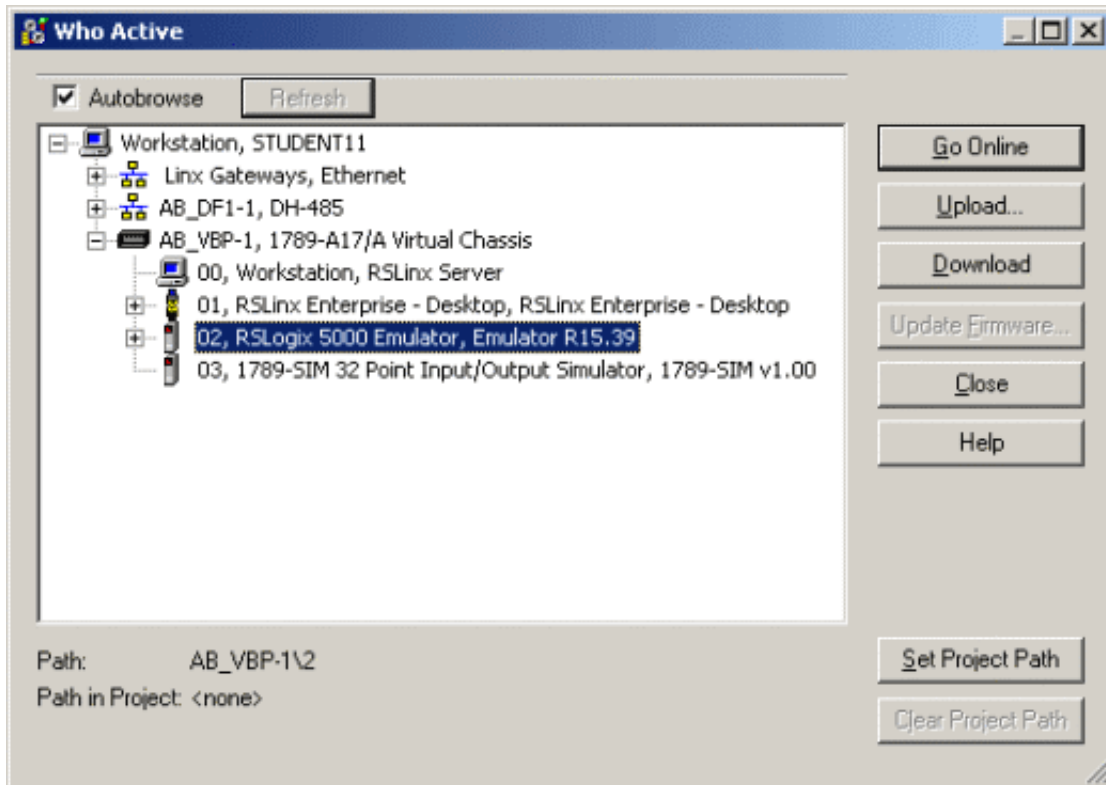 Who Active
Autobrowse
Refresh
Workstation, STUDENT11
Linx Gateways, Ethernet
AB_DF1-1, DH-485
AB_VBP-1, 1789-A17/A Virtual Chassis
00, Workstation, RSLinx Server
01, RSLinx Enterprise - Desktop, RSLinx Enterprise - Desktop
02, RSLogix 5000 Emulator, Emulator R15.39
03, 1789-SIM 32 Point Input/Output Simulator, 1789-SIM v1.00
Go Online
Upload...
Download
Update Firmware...
Close
Help
Path: AB_VBP-1\2
Path in Project: <none>
Set Project Path
Clear Project Path